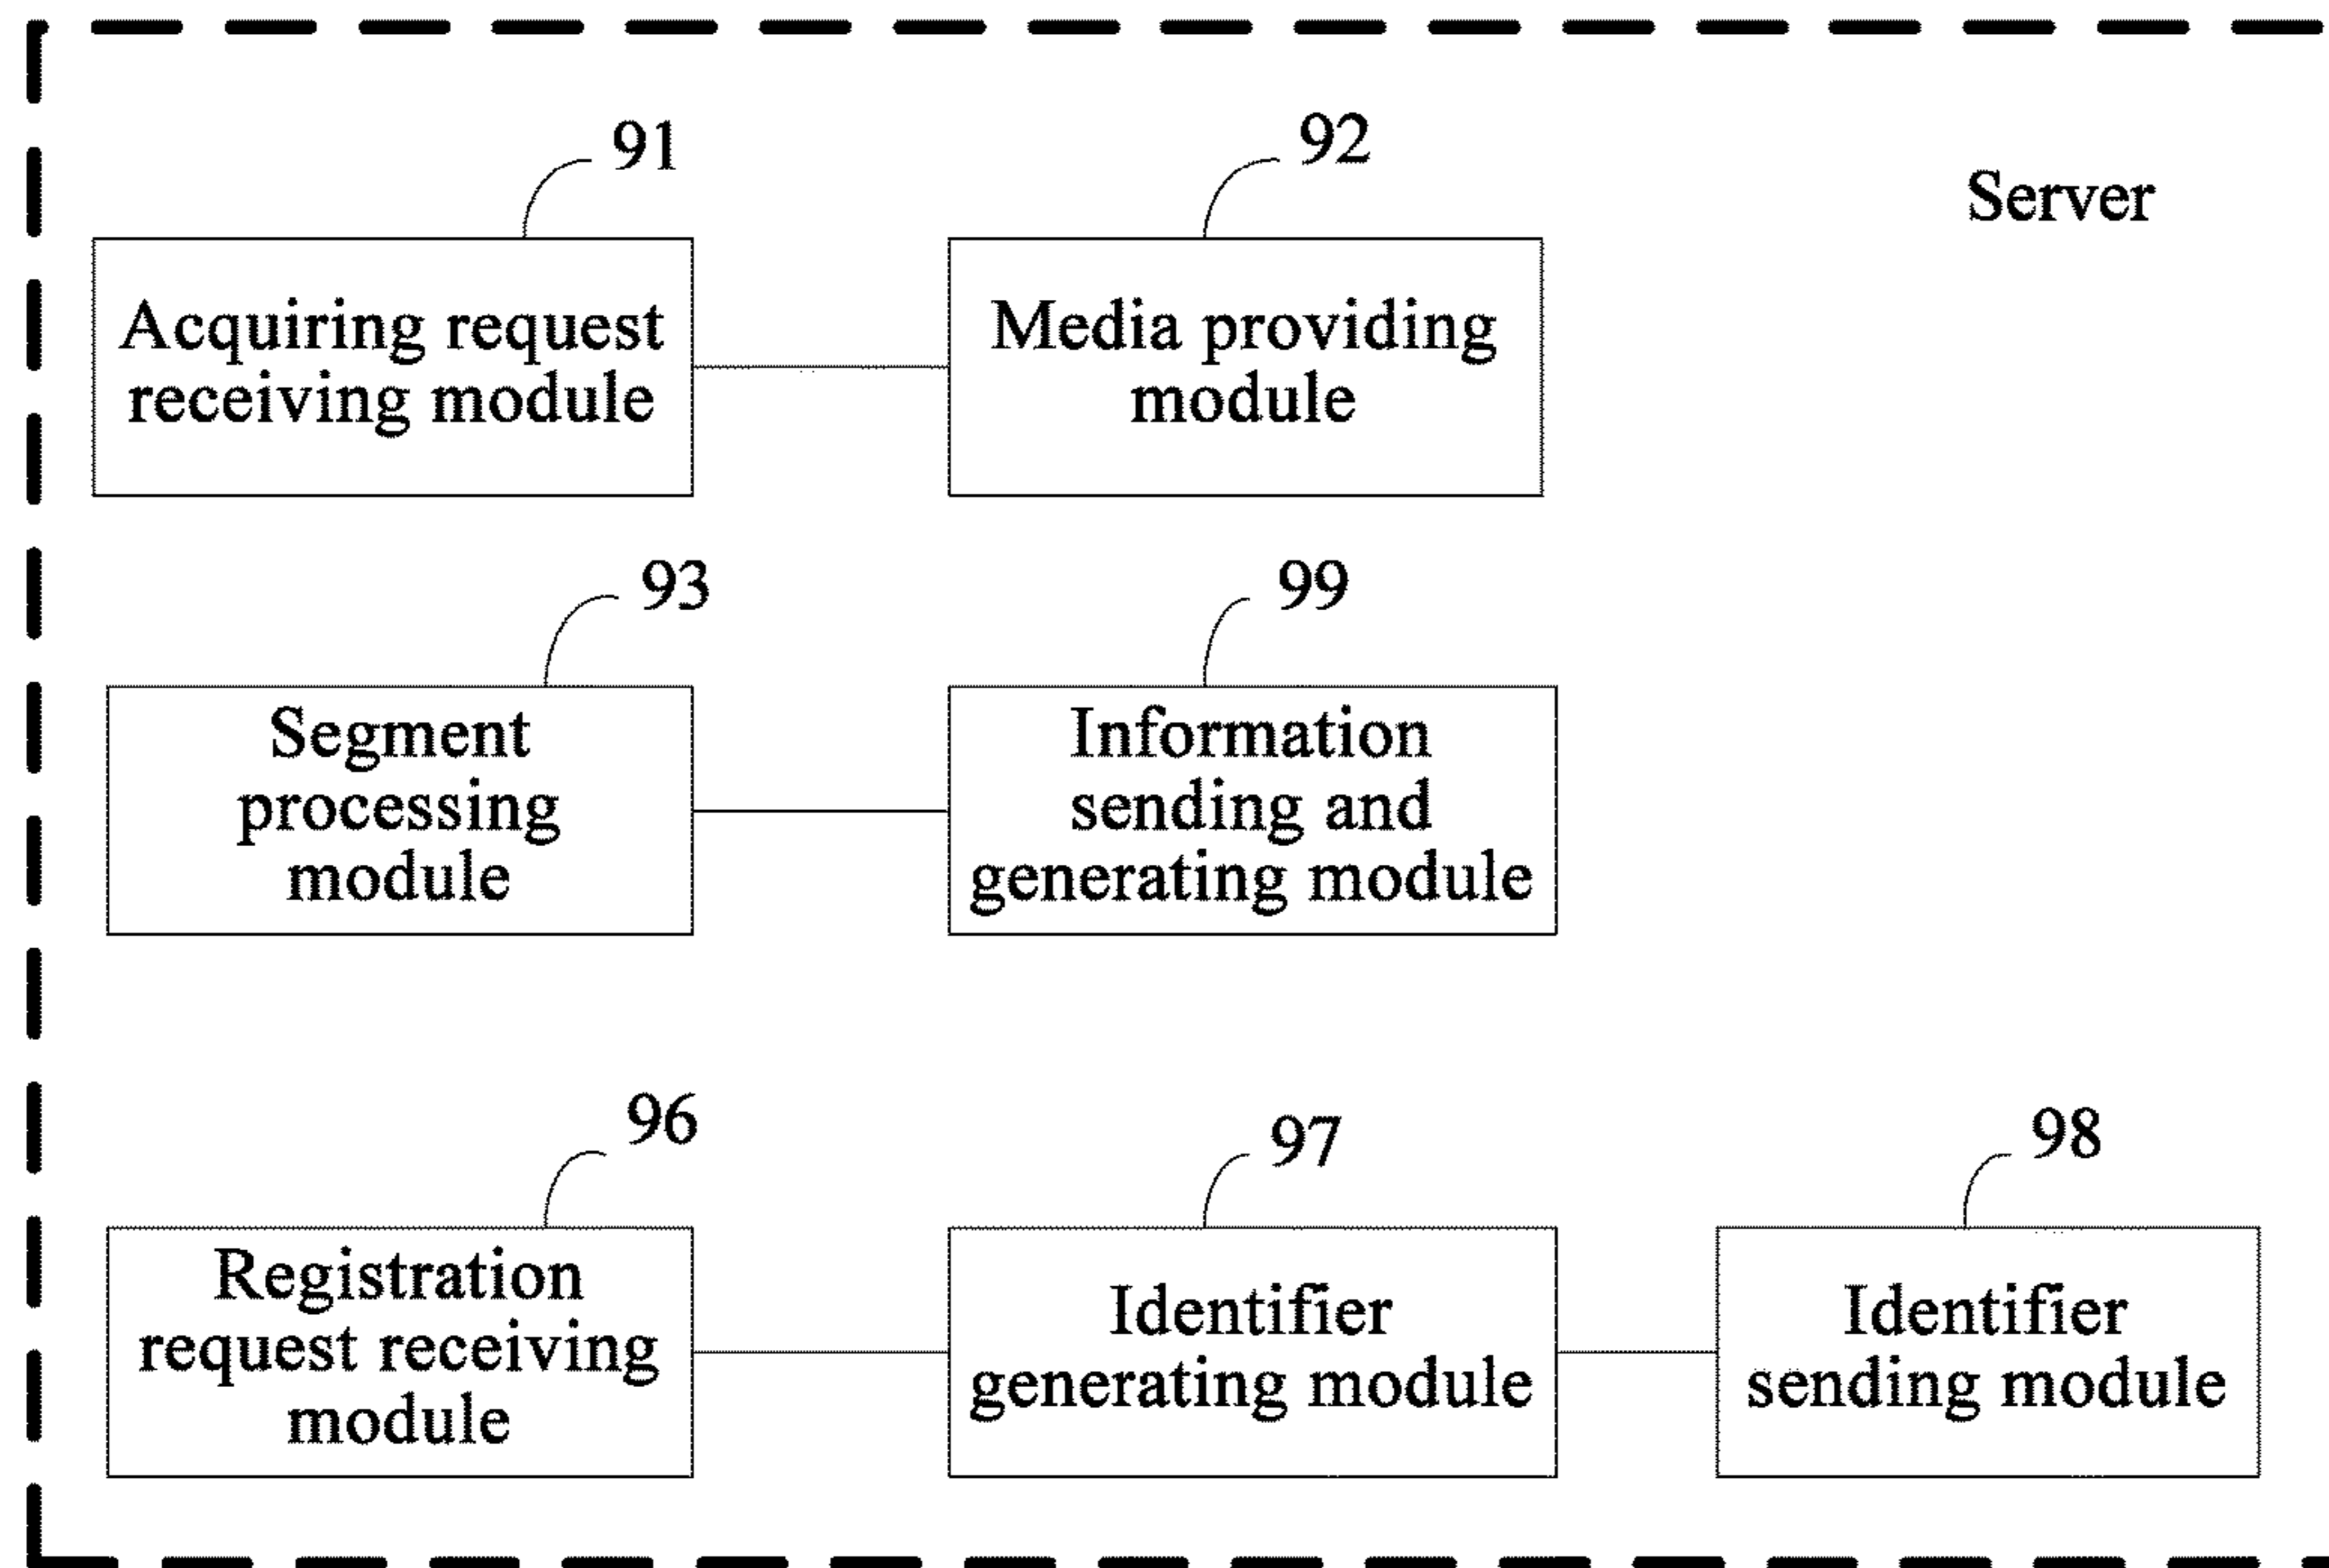 91
92
Server
Acquiring request
receiving module
Media providing
module
93
99
Segment
processing
module
Information
sending and
generating module
96
97
98
Registration
request receiving
module
Identifier
generating module
Identifier
sending module